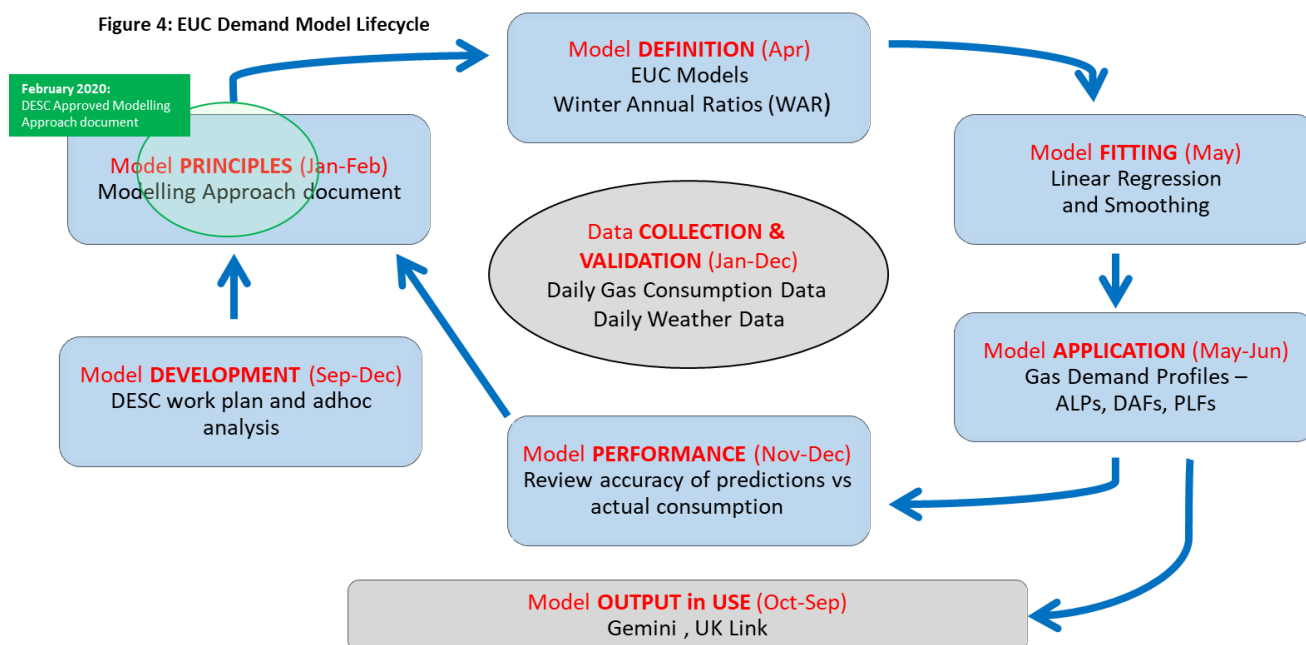 Figure 4: EUC Demand Model Lifecycle
February 2020:
DESC Approved Modelling
Approach document
Model PRINCIPLES (Jan-Feb)
Modelling Approach document
Model DEFINITION (Apr)
EUC Models
Winter Annual Ratios (WAR)
Model FITTING (May)
Linear Regression
and Smoothing
Data COLLECTION &
VALIDATION (Jan-Dec)
Daily Gas Consumption Data
Daily Weather Data
Model APPLICATION (May-Jun)
Gas Demand Profiles –
ALPs, DAFs, PLFs
Model DEVELOPMENT (Sep-Dec)
DESC work plan and adhoc
analysis
Model PERFORMANCE (Nov-Dec)
Review accuracy of predictions vs
actual consumption
Model OUTPUT in USE (Oct-Sep)
Gemini , UK Link